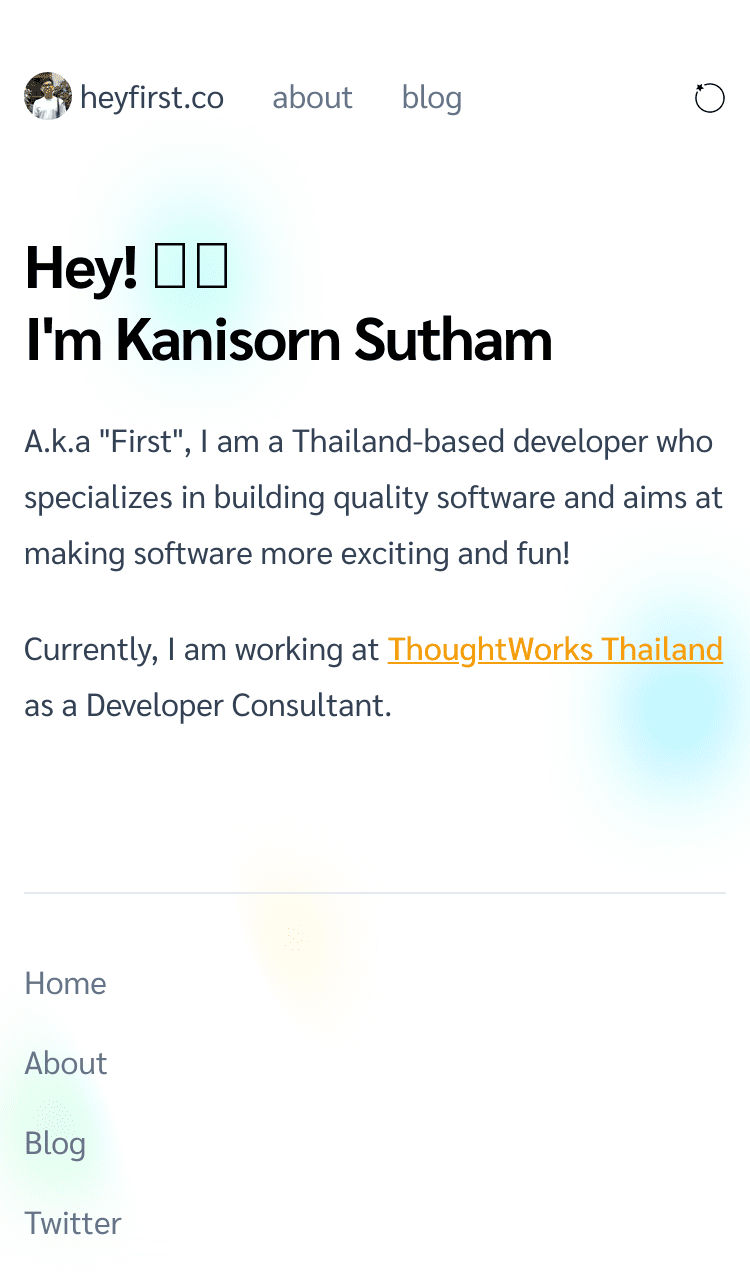 heyfirst.co about blog
Hey!
I'm Kanisorn Sutham
A.k.a "First", I am a Thailand-based developer who
specializes in building quality software and aims at
making software more exciting and fun!
Currently, I am working at ThoughtWorks Thailand
as a Developer Consultant.
Home
About
Blog
Twitter